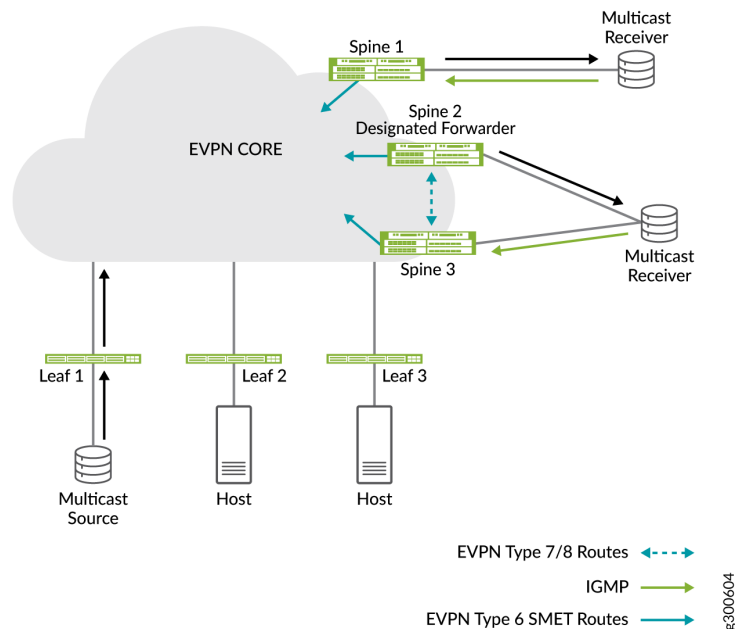 Multicast
Receiver
Spine 1
Spine 2
Designated Forwarder
EVPN CORE
Multicast
Receiver
Spine 3
Leaf 1
Leaf 2
Leaf 3
Multicast
Source
Host
Host
EVPN Type 7/8 Routes
IGMP
EVPN Type 6 SMET Routes
g300604